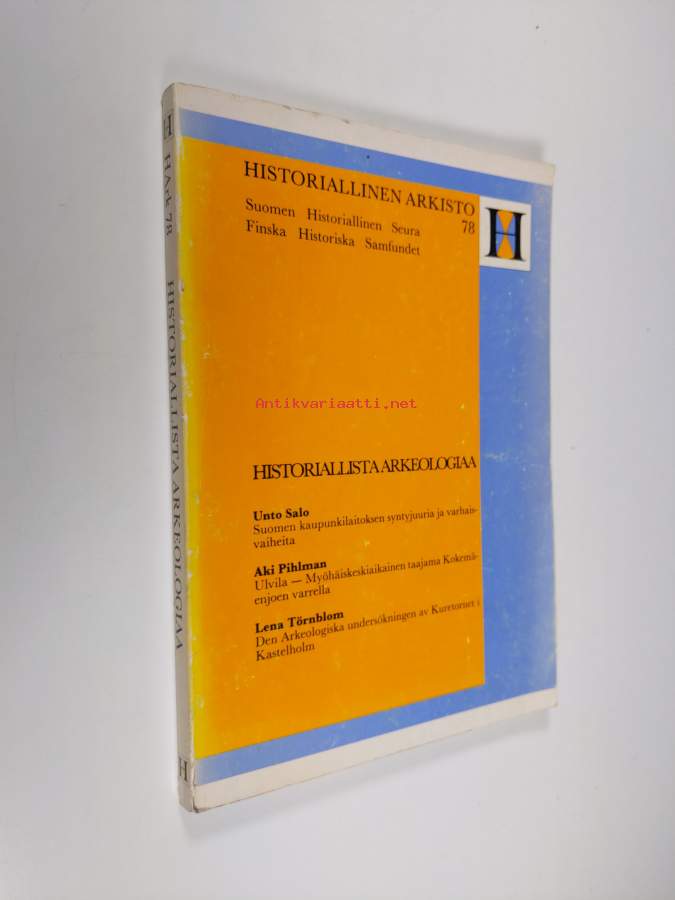 HISTORIALLINEN ARKISTO
78
Suomen Historiallinen Seura
Finska Historiska Samfundet
H
Antikvariaatti.net
HISTORIALLISTA ARKEOLOGIAA
Unto Salo
Suomen kaupunkilaitoksen syntyjuuria ja varhais-
vaiheita
Aki Pihlman
Ulvila — Myöhäiskeskiaikainen taajama Kokemä-
enjoen varrella
Lena Törnblom
Den Arkeologiska undersökningen av Kuretornet i
Kastelholm
H HArk 78 HISTORIALLISTA ARKEOLOGIAA H